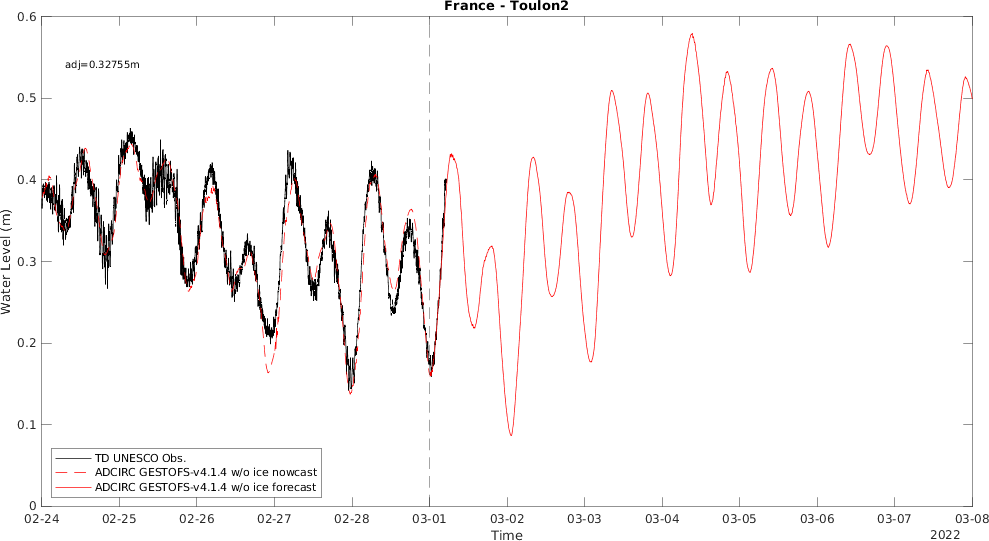 France - Toulon2
adj=0.32755m
0.6
0.5
0.4
0.3
0.2
0.1
0
Water Level (m)
TD UNESCO Obs.
ADCIRC GESTOFS-v4.1.4 w/o ice nowcast
ADCIRC GESTOFS-v4.1.4 w/o ice forecast
02-24 02-25 02-26 02-27 02-28 03-01 03-02 03-03 03-04 03-05 03-06 03-07 03-08
Time
2022